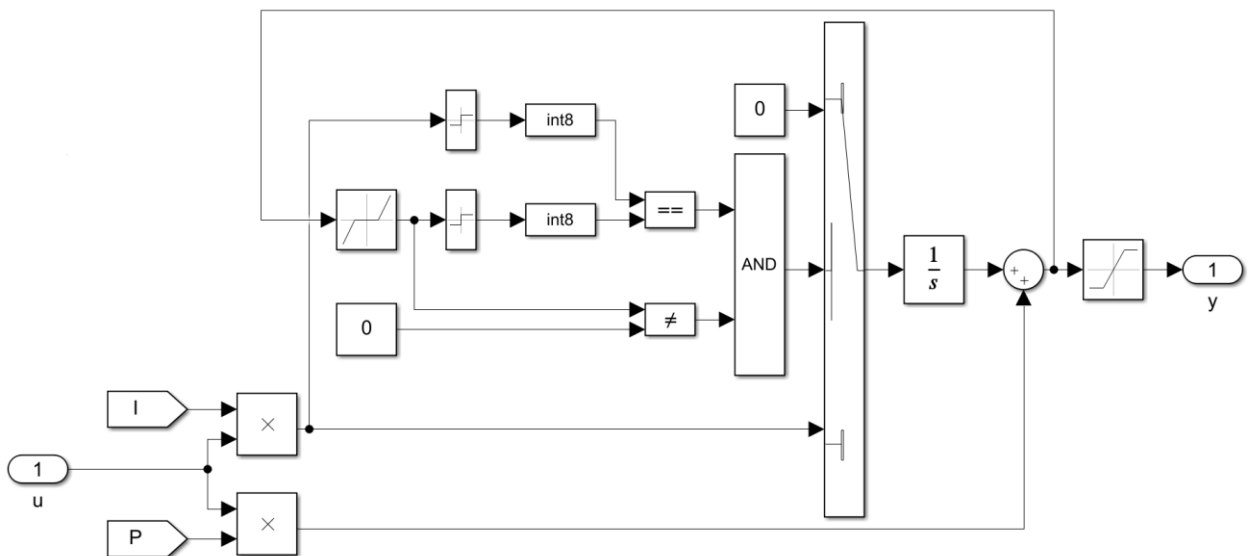 0
int8
int8
==
AND
1
s
1
y
0
≠
+
+
I
×
1
u
P
×